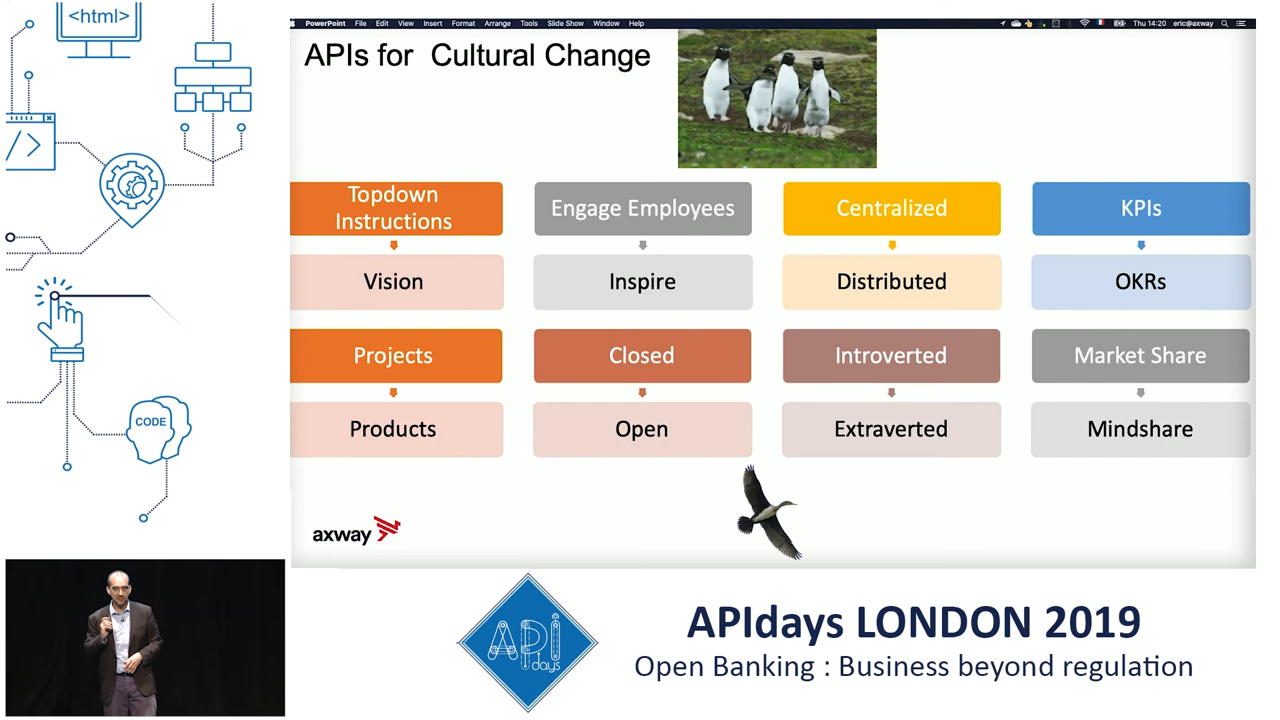 <html>
</>
CODE
PowerPoint File Edit View Insert Format Arrange Tools Slide Show Window Help
Thu 14:20 eric@axway
APIs for Cultural Change
Topdown
Instructions
Engage Employees
Centralized
KPIs
Vision
Inspire
Distributed
OKRs
Projects
Closed
Introverted
Market Share
Products
Open
Extraverted
Mindshare
axway
API
days
APIdays LONDON 2019
Open Banking : Business beyond regulation